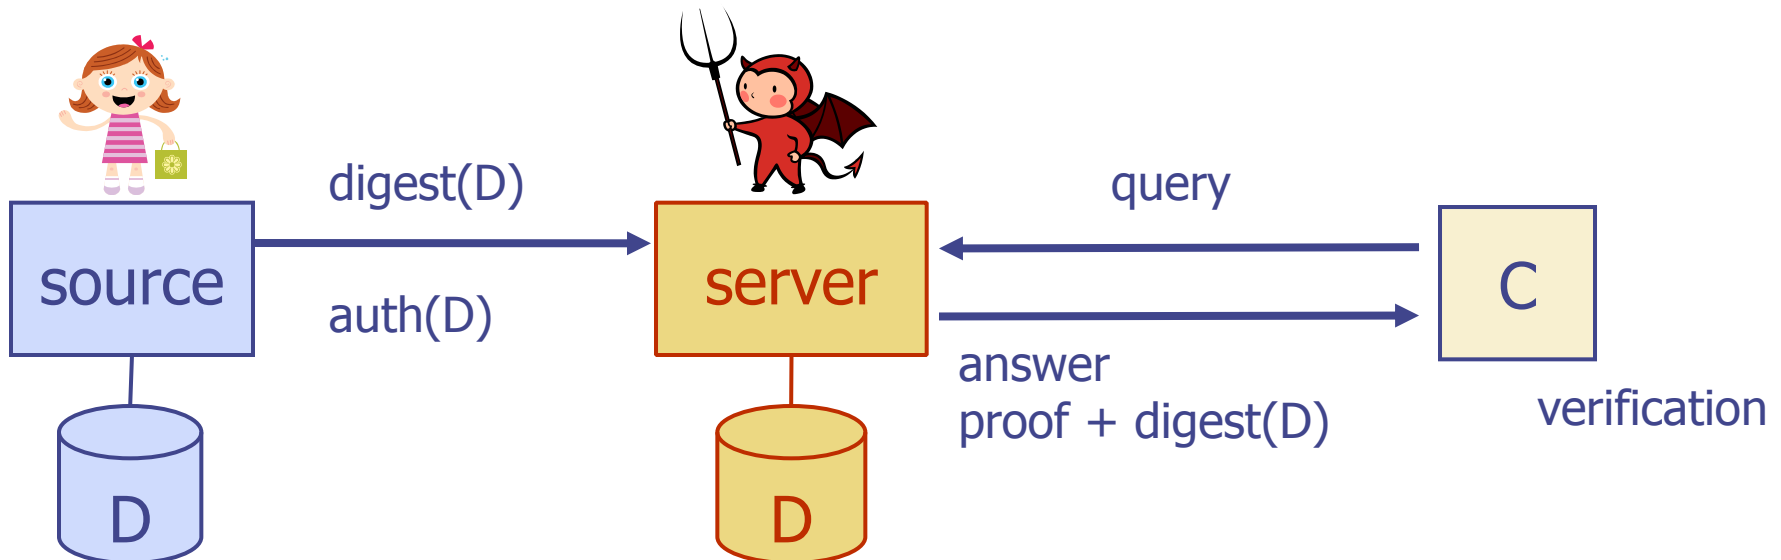 digest(D)
query
source
server
C
auth(D)
answer
proof + digest(D)
verification
D
D